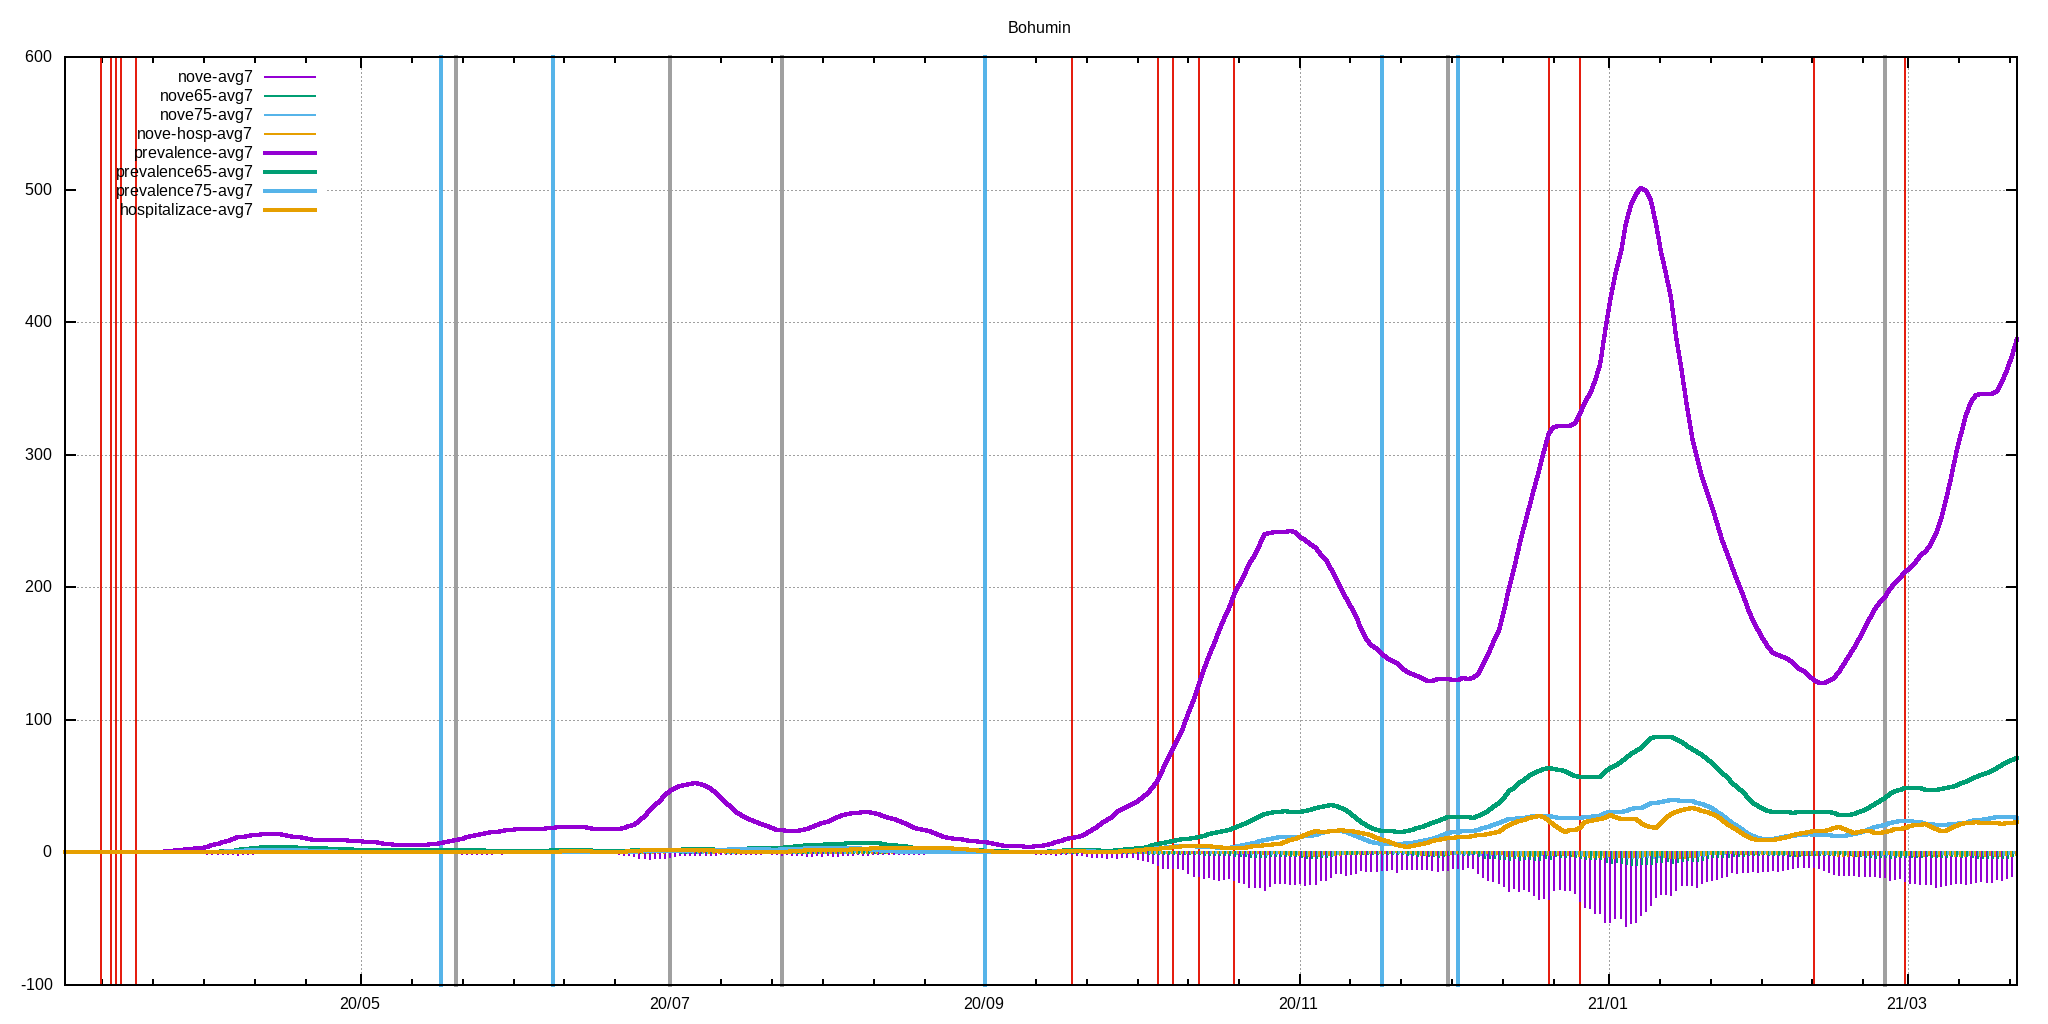 Bohumin
600
500
400
300
200
100
0
-100
nove-avg7
nove65-avg7
nove75-avg7
nove-hosp-avg7
prevalence-avg7
prevalence65-avg7
prevalence75-avg7
hospitalizace-avg7
20/05 20/07 20/09 20/11 21/01 21/03